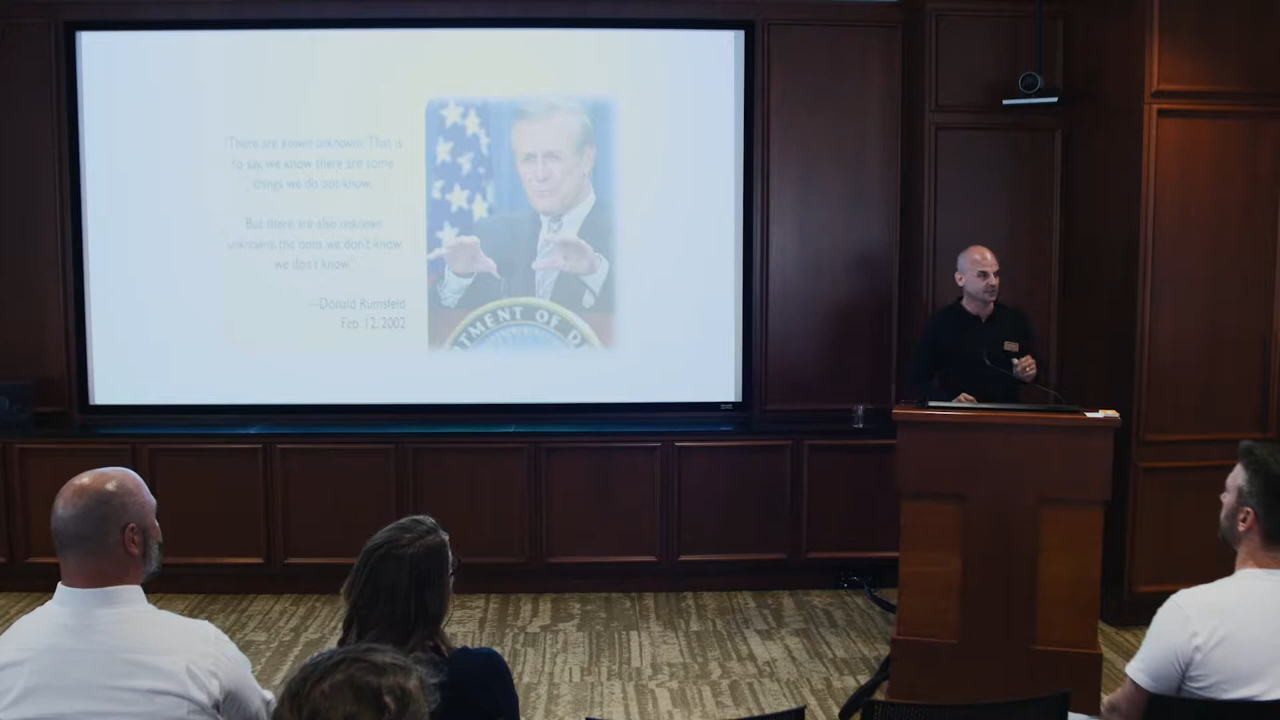 "There are known unknowns. That is
to say, we know there are some
things we do not know.
But there are also unknown
unknowns, the ones we don't know
we don't know."
—Donald Rumsfeld
Feb. 12, 2002
TMENT OF D